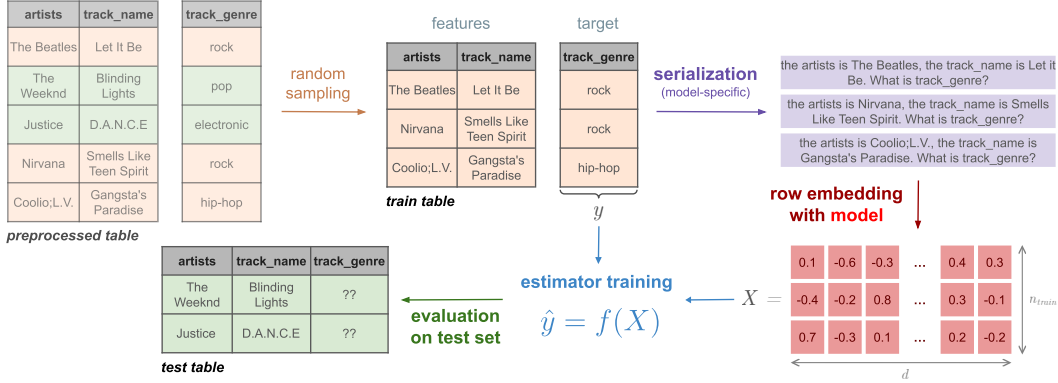 artists track_name track_genre
The Beatles Let It Be rock
The Weeknd Blinding Lights pop
Justice D.A.N.C.E electronic
Nirvana Smells Like Teen Spirit rock
Coolio;L.V. Gangsta's Paradise hip-hop
preprocessed table
random
sampling
features target
artists track_name track_genre
The Beatles Let It Be rock
Nirvana Smells Like Teen Spirit rock
Coolio;L.V. Gangsta's Paradise hip-hop
train table
y
serialization
(model-specific)
the artists is The Beatles, the track_name is Let it
Be. What is track_genre?
the artists is Nirvana, the track_name is Smells
Like Teen Spirit. What is track_genre?
the artists is Coolio;L.V., the track_name is
Gangsta's Paradise. What is track_genre?
row embedding
with model
X =
0.1 -0.6 -0.3 ... 0.4 0.3
-0.4 -0.2 0.8 ... 0.3 -0.1
0.7 -0.3 0.1 ... 0.2 -0.2
n_train
d
estimator training
ŷ = f(X)
evaluation
on test set
artists track_name track_genre
The Weeknd Blinding Lights ??
Justice D.A.N.C.E ??
test table